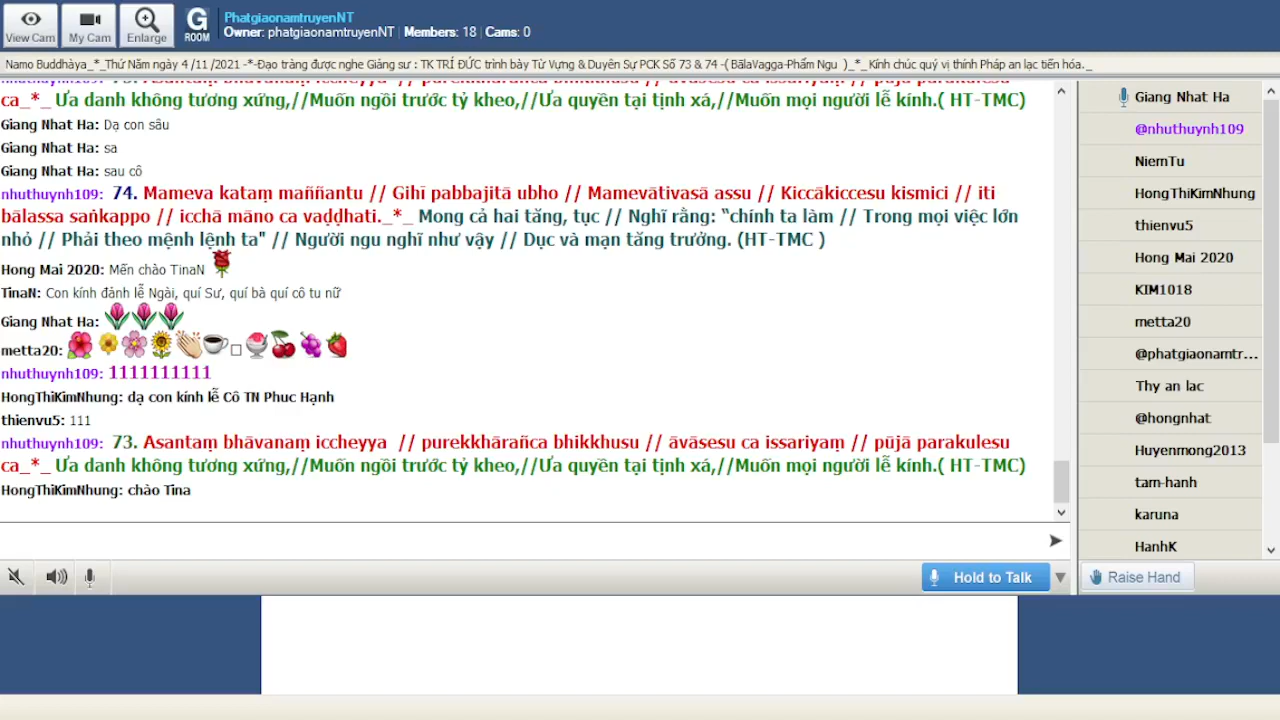 View Cam
My Cam
Enlarge
G
ROOM
PhatgiaonamtruyenNT
Owner: phatgiaonamtruyenNT | Members: 18 | Cams: 0
Namo Buddhàya_*_Thứ Năm ngày 4 /11 /2021 -*-Đạo tràng được nghe Giảng sư : TK TRÍ ĐỨC trình bày Từ Vựng & Duyên Sự PCK Số 73 & 74 -( BālaVagga-Phẩm Ngu )_*_ Kính chúc quý vị thính Pháp an lạc tiến hóa._
ca_*_ Ưa danh không tương xứng,//Muốn ngồi trước tỷ kheo,//Ưa quyền tại tịnh xá,//Muốn mọi người lễ kính.( HT-TMC)
Giang Nhat Ha: Dạ con sâu
Giang Nhat Ha: sa
Giang Nhat Ha: sau cô
nhuthuynh109: 74. Mameva kataṃ maññantu // Gihī pabbajitā ubho // Mamevātivasā assu // Kiccākiccesu kismici // iti
bālassa saṅkappo // icchā māno ca vaḍḍhati._*_ Mong cả hai tăng, tục // Nghĩ rằng: “chính ta làm // Trong mọi việc lớn
nhỏ // Phải theo mệnh lệnh ta" // Người ngu nghĩ như vậy // Dục và mạn tăng trưởng. (HT-TMC )
Hong Mai 2020: Mến chào TinaN
TinaN: Con kính đảnh lễ Ngài, quí Sư, quí bà quí cô tu nữ
Giang Nhat Ha:
metta20:
nhuthuynh109: 1111111111
HongThiKimNhung: dạ con kính lễ Cô TN Phuc Hạnh
thienvu5: 111
nhuthuynh109: 73. Asantaṃ bhāvanaṃ iccheyya // purekkhārañca bhikkhusu // āvāsesu ca issariyaṃ // pūjā parakulesu
ca_*_ Ưa danh không tương xứng,//Muốn ngồi trước tỷ kheo,//Ưa quyền tại tịnh xá,//Muốn mọi người lễ kính.( HT-TMC)
HongThiKimNhung: chào Tina
Hold to Talk
Giang Nhat Ha
@nhuthuynh109
NiemTu
HongThiKimNhung
thienvu5
Hong Mai 2020
KIM1018
metta20
@phatgiaonamtr...
Thy an lac
@hongnhat
Huyenmong2013
tam-hanh
karuna
HanhK
Raise Hand